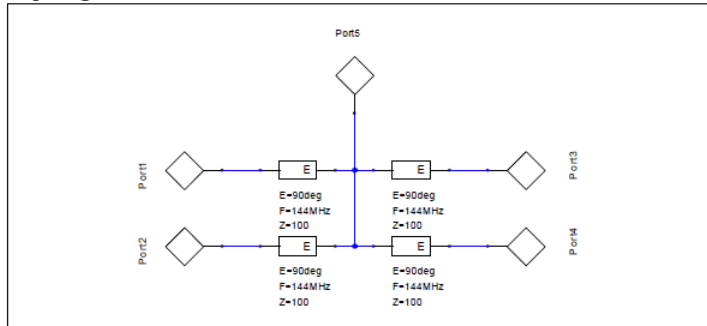 Port5
Port1
E
E
Port3
E=90deg
F=144MHz
Z=100
E=90deg
F=144MHz
Z=100
Port2
E
E
Port4
E=90deg
F=144MHz
Z=100
E=90deg
F=144MHz
Z=100